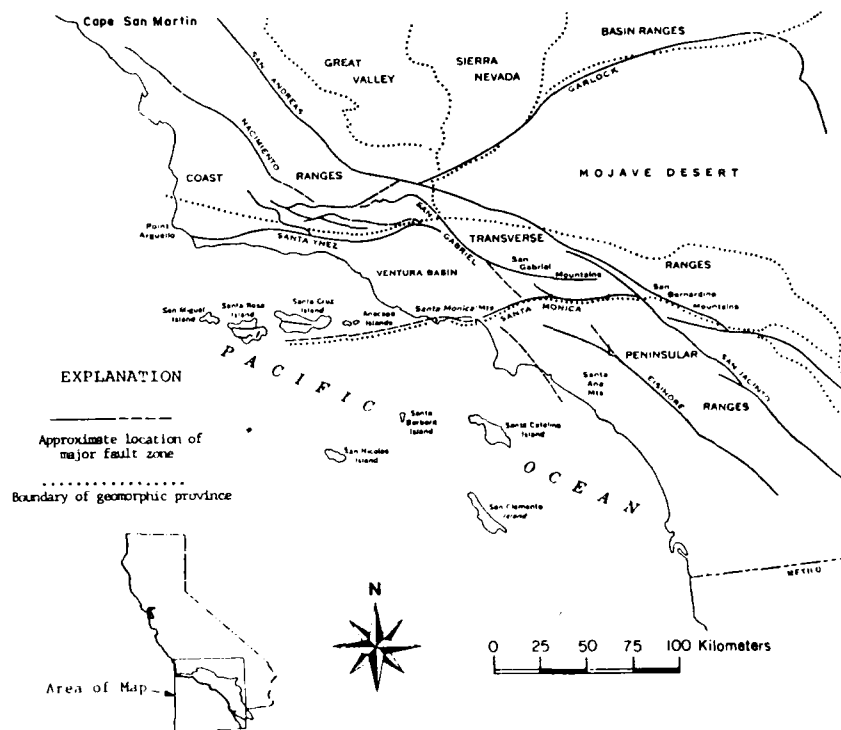 Cape San Martin
BASIN RANGES
GREAT
VALLEY
SIERRA
NEVADA
SAN ANDREAS
GARLOCK
NACIMIENTO
COAST
RANGES
MOJAVE DESERT
Point
Arguello
SANTA YNEZ
SAN
GABRIEL
TRANSVERSE
RANGES
San
Gabriel
Mountains
San
Bernardino
Mountains
VENTURA BASIN
San Miguel
Island
Santa Rosa
Island
Santa Cruz
Island
Anacapa
Islands
Santa Monica Mts
SANTA MONICA
PACIFIC
OCEAN
PENINSULAR
RANGES
SAN JACINTO
Santa
Ana
Mts
ELSINORE
EXPLANATION
Approximate location of
major fault zone
Boundary of geomorphic province
Santa
Barbara
Island
San Nicolas
Island
Santa Catalina
Island
San Clemente
Island
MEXICO
N
0 25 50 75 100 Kilometers
Area of Map